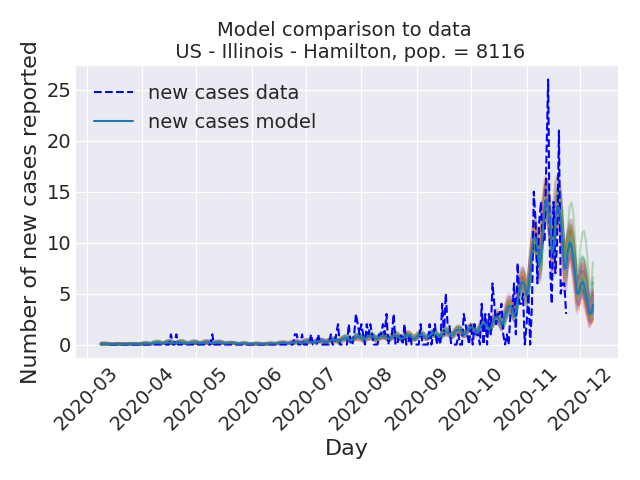 Model comparison to data
US - Illinois - Hamilton, pop. = 8116
Number of new cases reported
25
20
15
10
5
0
new cases data
new cases model
2020-03
2020-04
2020-05
2020-06
2020-07
2020-08
2020-09
2020-10
2020-11
2020-12
Day